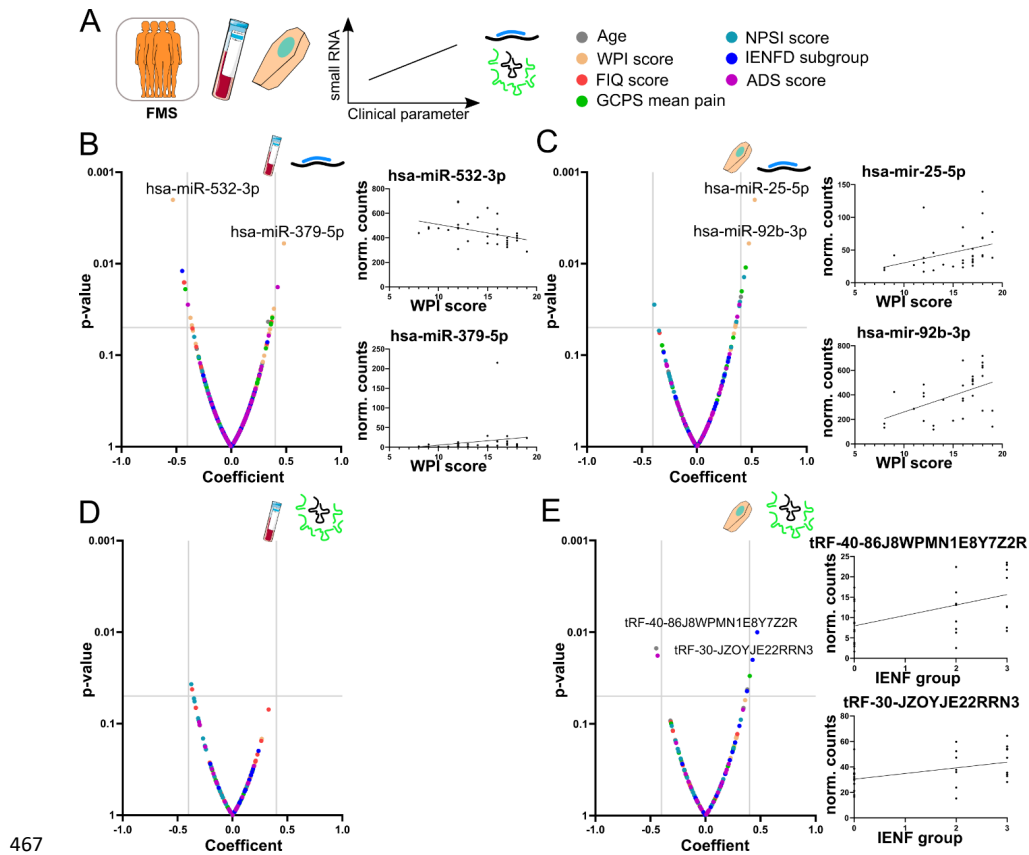 A
FMS
small RNA
Clinical parameter
Age
WPI score
FIQ score
GCPS mean pain
NPSI score
IENFD subgroup
ADS score
B
0.001
0.01
0.1
1
p-value
-1.0
-0.5
0.0
0.5
1.0
Coefficient
hsa-miR-532-3p
hsa-miR-379-5p
hsa-miR-532-3p
norm. counts
800
600
400
200
0
5
10
15
20
WPI score
hsa-miR-379-5p
norm. counts
250
200
150
100
50
0
5
10
15
20
WPI score
C
0.001
0.01
0.1
1
p-value
-1.0
-0.5
0.0
0.5
1.0
Coefficient
hsa-miR-25-5p
hsa-miR-92b-3p
hsa-mir-25-5p
norm. counts
150
100
50
0
5
10
15
20
WPI score
hsa-mir-92b-3p
norm. counts
800
600
400
200
0
5
10
15
20
WPI score
D
0.001
0.01
0.1
1
p-value
-1.0
-0.5
0.0
0.5
1.0
Coefficient
E
0.001
0.01
0.1
1
p-value
-1.0
-0.5
0.0
0.5
1.0
Coefficient
tRF-40-86J8WPMN1E8Y7Z2R
tRF-30-JZOYJE22RRN3
tRF-40-86J8WPMN1E8Y7Z2R
norm. counts
25
20
15
10
5
0
0
1
2
3
IENF group
tRF-30-JZOYJE22RRN3
norm. counts
80
60
40
20
0
0
1
2
3
IENF group
467